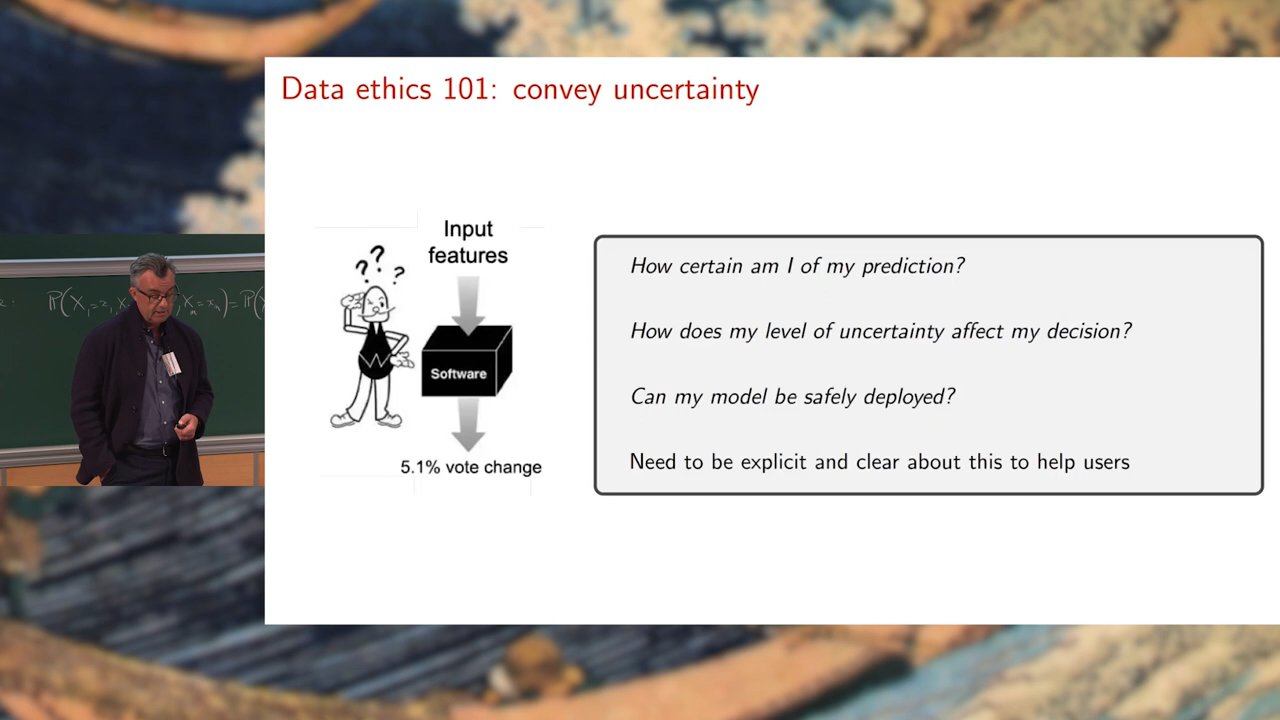 Data ethics 101: convey uncertainty
? ? ?
Input
features
Software
5.1% vote change
How certain am I of my prediction?
How does my level of uncertainty affect my decision?
Can my model be safely deployed?
Need to be explicit and clear about this to help users